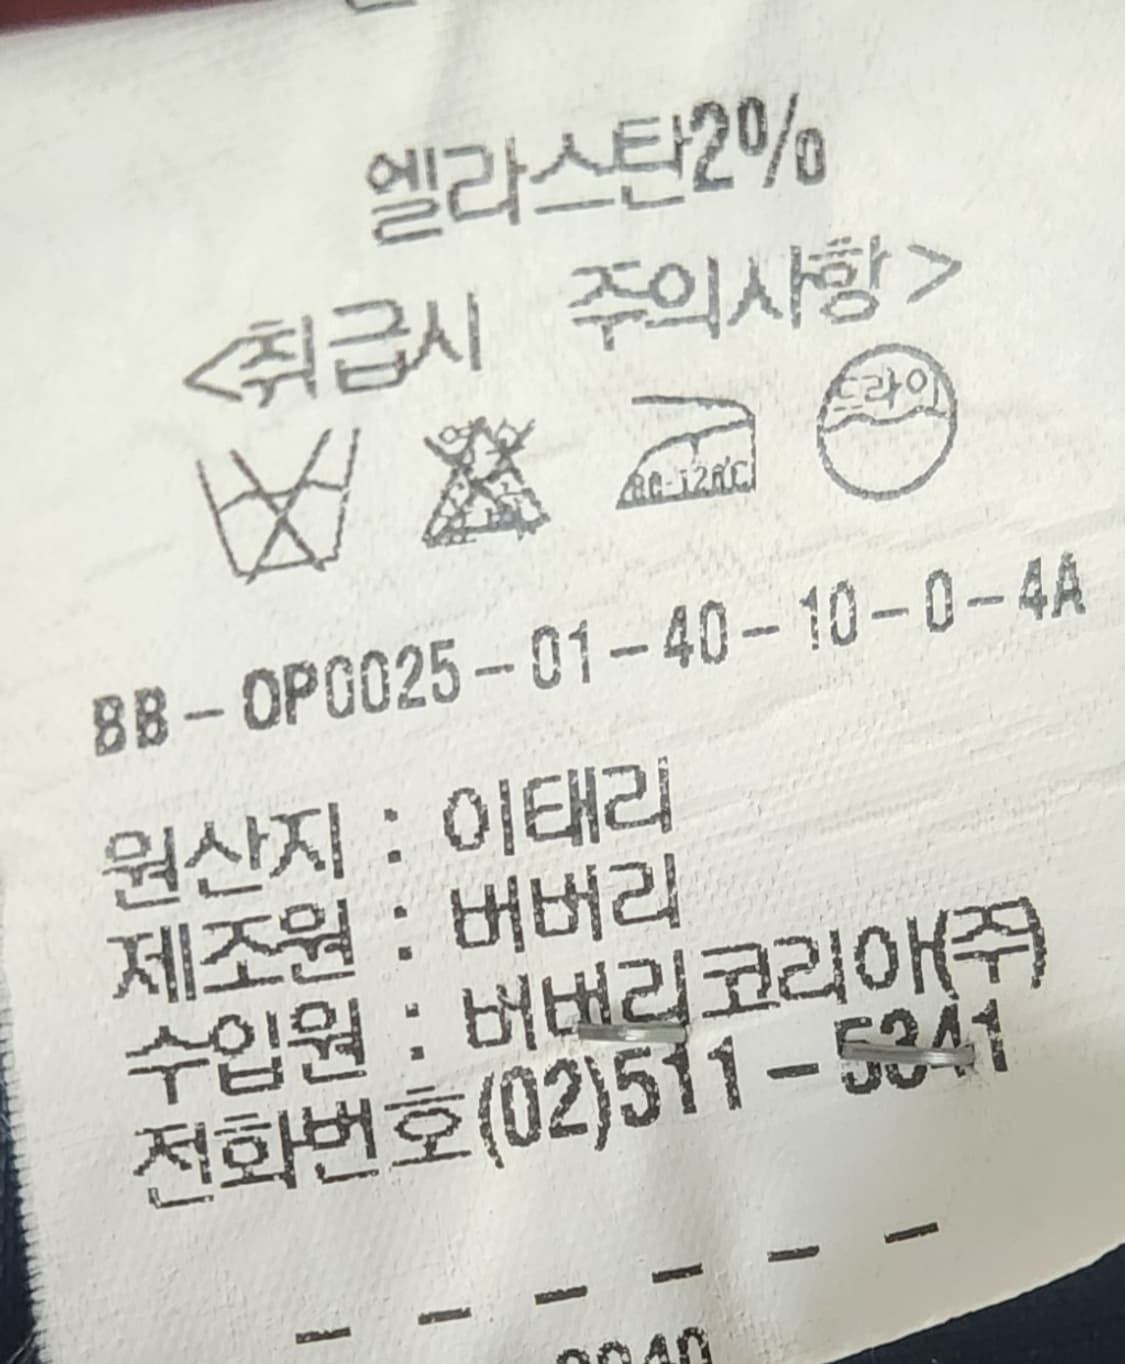 엘라스탄2%
<취급시 주의사항>
80-120℃ 드라이
BB-OP0025-01-40-10-0-4A
원산지 : 이태리
제조원 : 버버리
수입원 : 버버리코리아(주)
전화번호(02)511-5341
- - - - - -